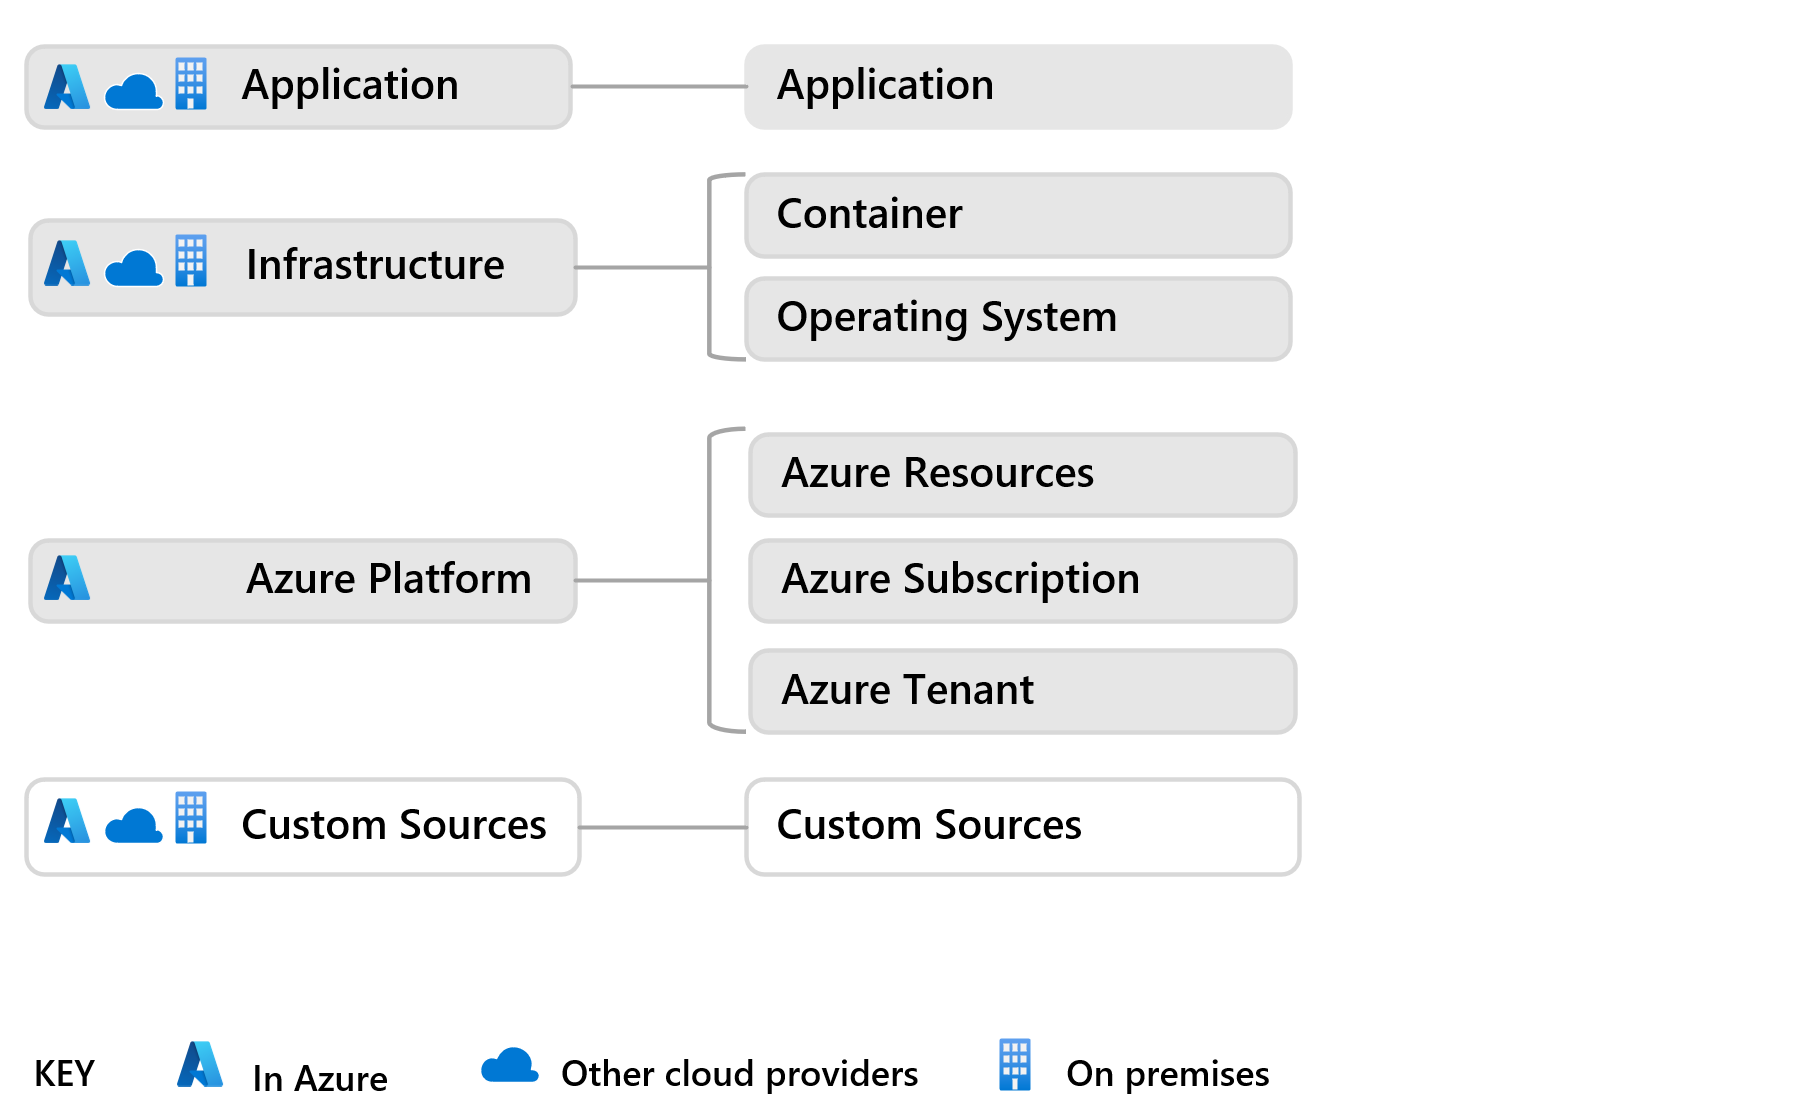 Application
Application
Infrastructure
Container
Operating System
Azure Platform
Azure Resources
Azure Subscription
Azure Tenant
Custom Sources
Custom Sources
KEY
In Azure
Other cloud providers
On premises